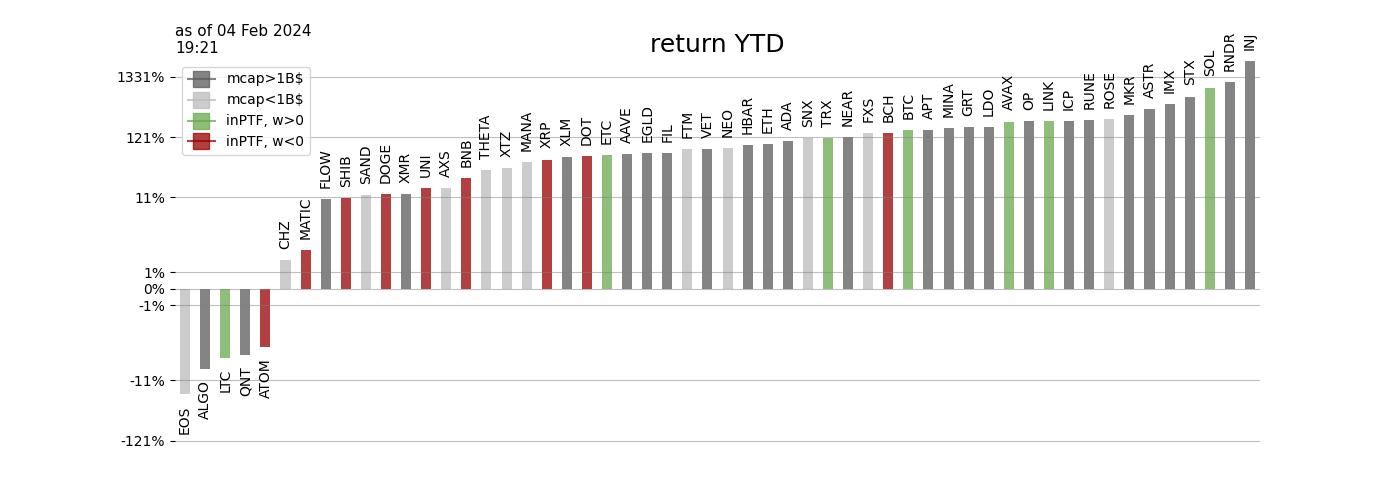 as of 04 Feb 2024
19:21
return YTD
mcap>1B$
mcap<1B$
inPTF, w>0
inPTF, w<0
1331%
121%
11%
1%
0%
-1%
-11%
-121%
EOS
ALGO
LTC
QNT
ATOM
CHZ
MATIC
FLOW
SHIB
SAND
DOGE
XMR
UNI
AXS
BNB
THETA
XTZ
MANA
XRP
XLM
DOT
ETC
AAVE
EGLD
FIL
FTM
VET
NEO
HBAR
ETH
ADA
SNX
TRX
NEAR
FXS
BCH
BTC
APT
MINA
GRT
LDO
AVAX
OP
LINK
ICP
RUNE
ROSE
MKR
ASTR
IMX
STX
SOL
RNDR
INJ